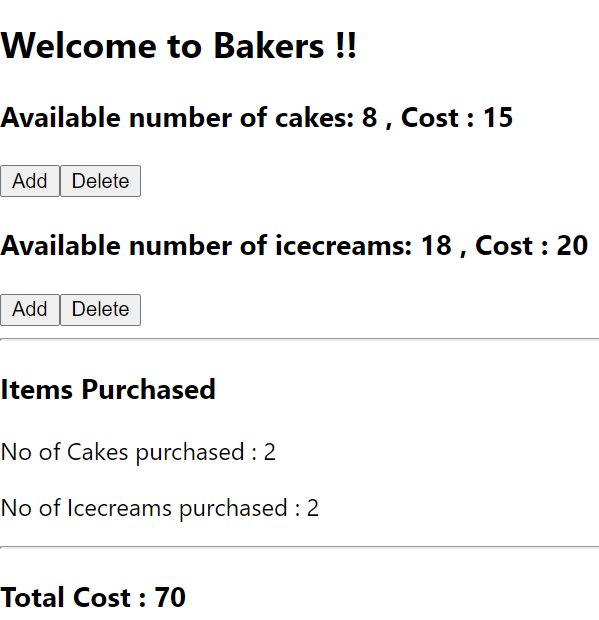 Welcome to Bakers !!
Available number of cakes: 8 , Cost : 15
Add Delete
Available number of icecreams: 18 , Cost : 20
Add Delete
Items Purchased
No of Cakes purchased : 2
No of Icecreams purchased : 2
Total Cost : 70